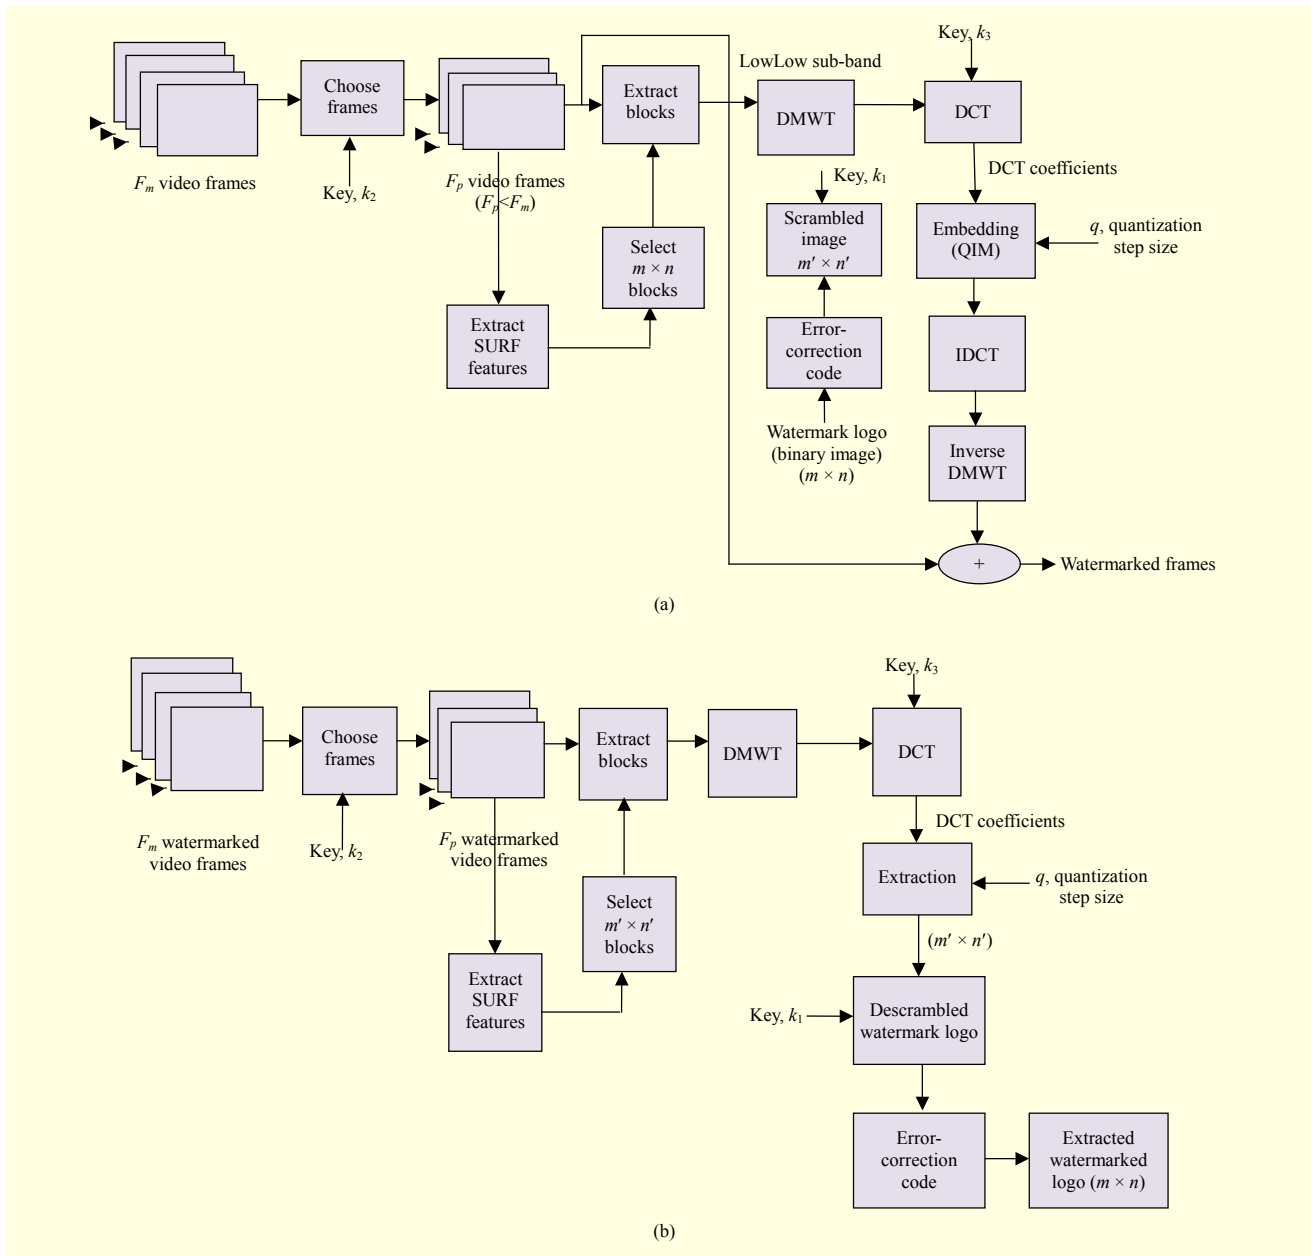 Key, k3
LowLow sub-band
Choose
frames
Extract
blocks
DMWT
DCT
Fm video frames
Key, k2
Fp video frames
(Fp<Fm)
Key, k1
DCT coefficients
Select
m × n
blocks
Scrambled
image
m′ × n′
Embedding
(QIM)
q, quantization
step size
Extract
SURF
features
Error-
correction
code
IDCT
Watermark logo
(binary image)
(m × n)
Inverse
DMWT
+
Watermarked frames
(a)
Key, k3
Choose
frames
Extract
blocks
DMWT
DCT
Fm watermarked
video frames
Key, k2
Fp watermarked
video frames
DCT coefficients
Select
m′ × n′
blocks
Extraction
q, quantization
step size
(m′ × n′)
Extract
SURF
features
Key, k1
Descrambled
watermark logo
Error-
correction
code
Extracted
watermarked
logo (m × n)
(b)